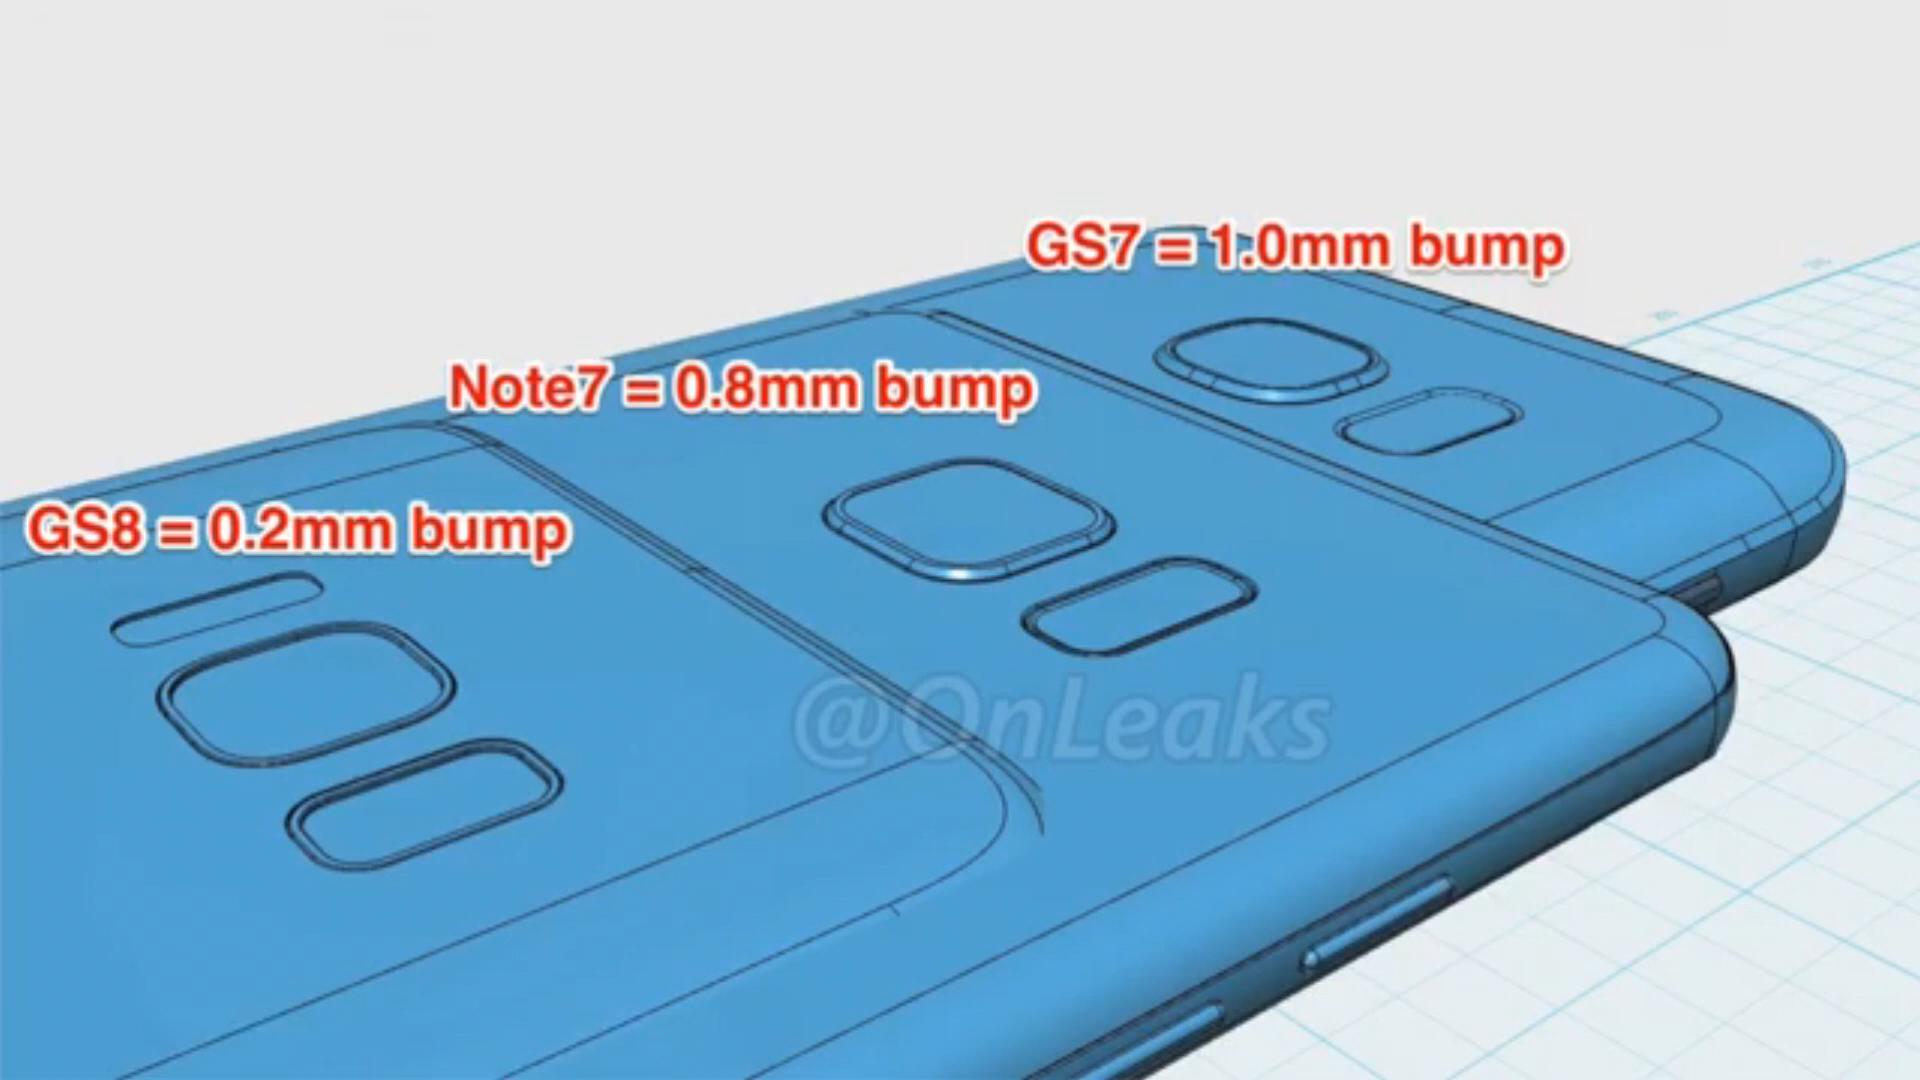 GS7 = 1.0mm bump
Note7 = 0.8mm bump
GS8 = 0.2mm bump
@OnLeaks